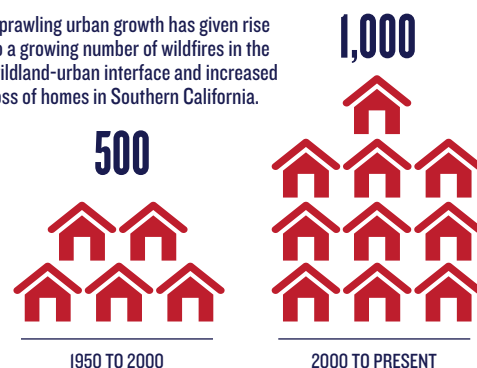 prawling urban growth has given rise
o a growing number of wildfires in the
ildland-urban interface and increased
oss of homes in Southern California.
500
1,000
1950 TO 2000
2000 TO PRESENT